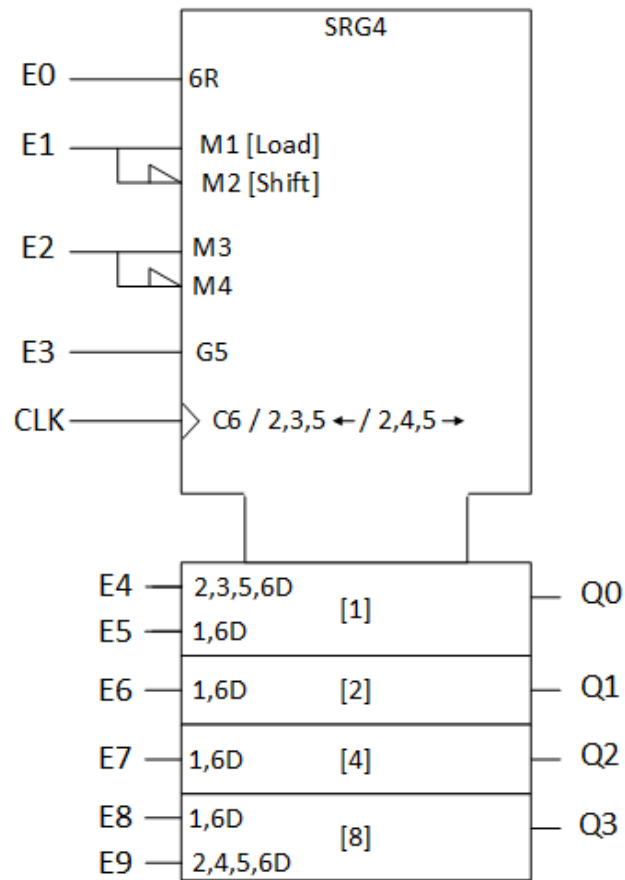 SRG4
E0 6R
E1 M1 [Load]
M2 [Shift]
E2 M3
M4
E3 G5
CLK C6 / 2,3,5 ← / 2,4,5 →
E4 2,3,5,6D [1] Q0
E5 1,6D
E6 1,6D [2] Q1
E7 1,6D [4] Q2
E8 1,6D [8] Q3
E9 2,4,5,6D